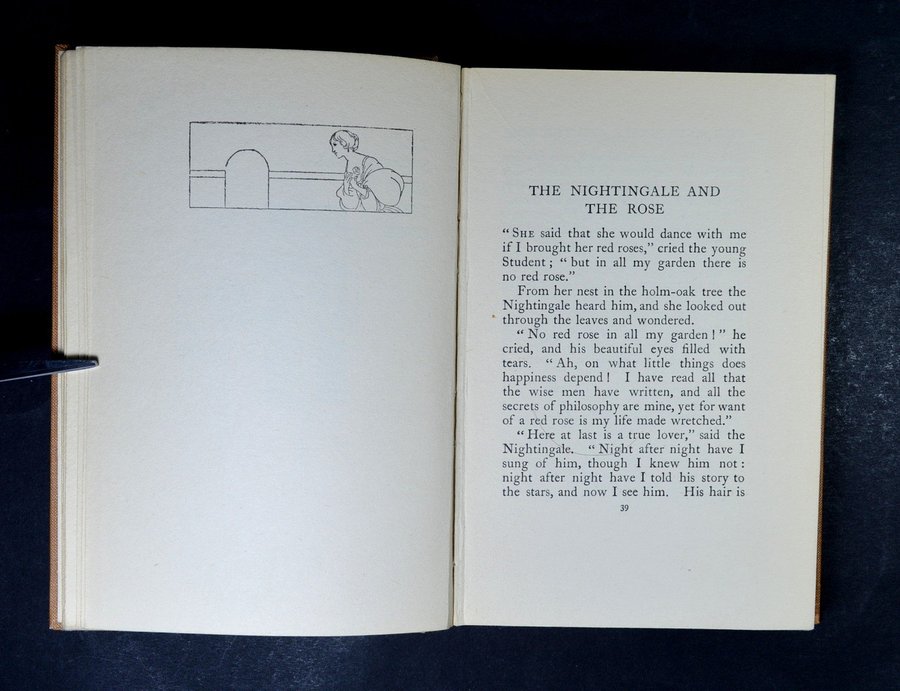 THE NIGHTINGALE AND
THE ROSE
“ SHE said that she would dance with me
if I brought her red roses,” cried the young
Student ; “ but in all my garden there is
no red rose.”
From her nest in the holm-oak tree the
Nightingale heard him, and she looked out
through the leaves and wondered.
“ No red rose in all my garden ! ” he
cried, and his beautiful eyes filled with
tears. “ Ah, on what little things does
happiness depend ! I have read all that
the wise men have written, and all the
secrets of philosophy are mine, yet for want
of a red rose is my life made wretched.”
“ Here at last is a true lover,” said the
Nightingale. “ Night after night have I
sung of him, though I knew him not :
night after night have I told his story to
the stars, and now I see him. His hair is
39